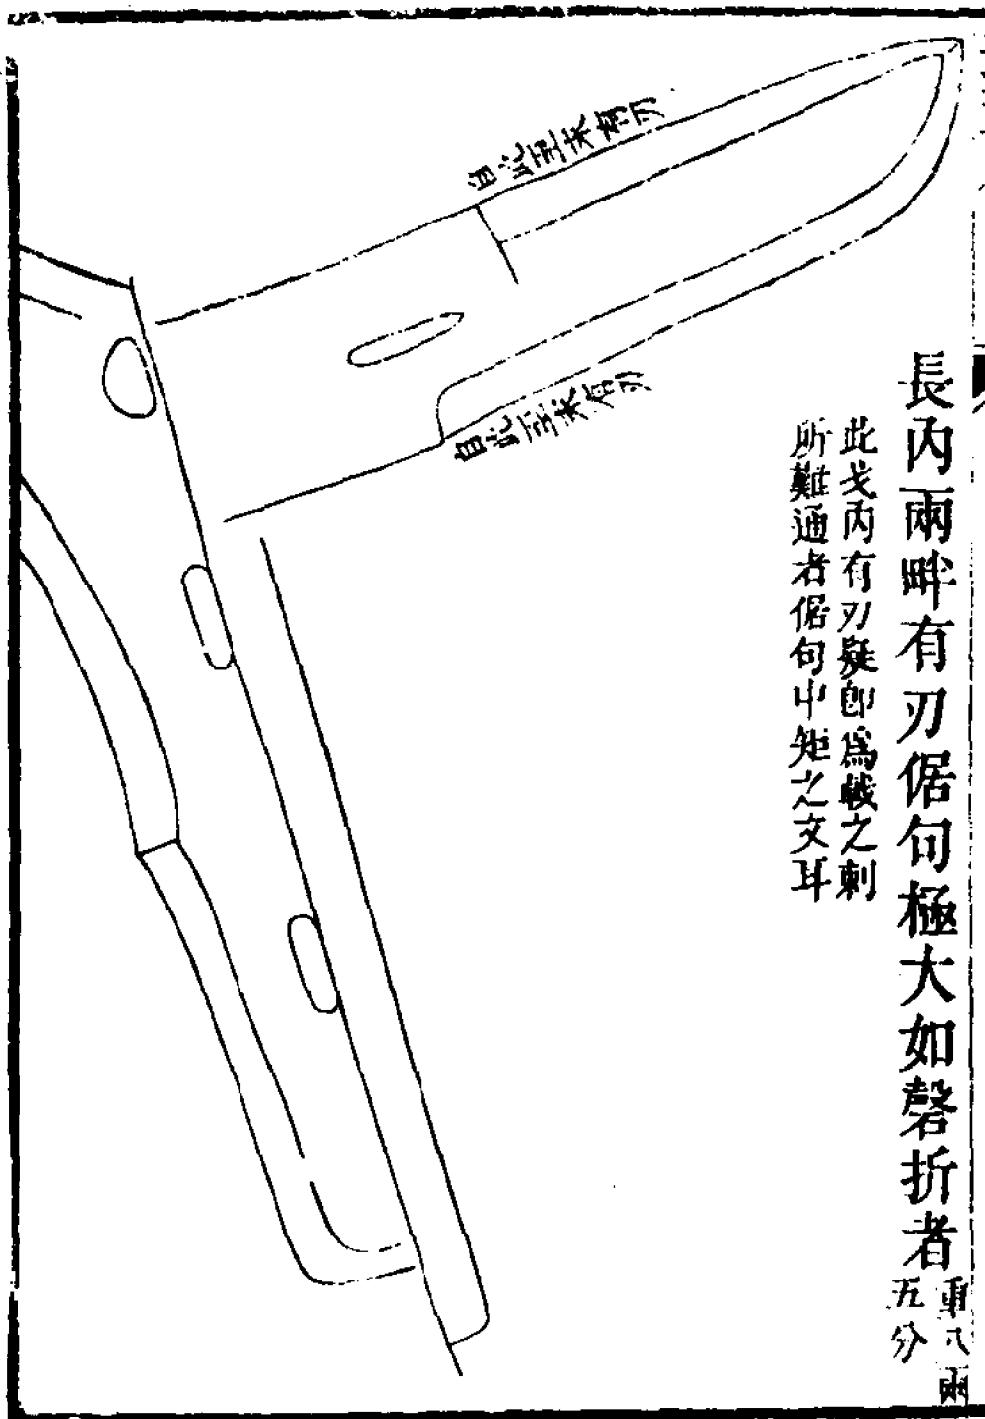 長內兩畔有刃倨句極大如磬折者
重八兩
五分
此戈內有刃疑即爲戟之刺
所難通者倨句中矩之文耳
自此至末有刃
自此至末有刃